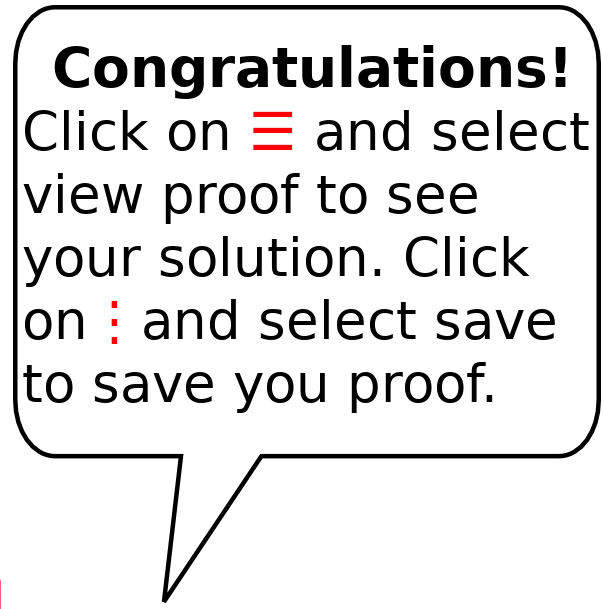 Congratulations!
Click on ☰ and select
view proof to see
your solution. Click
on ⋮ and select save
to save you proof.